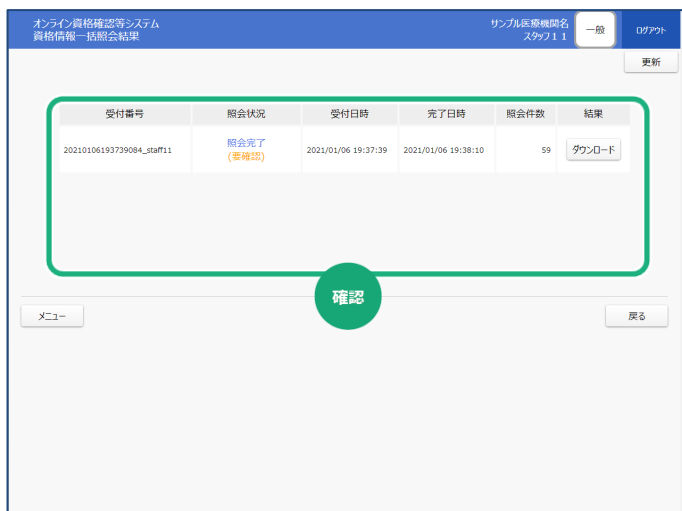 オンライン資格確認等システム
資格情報一括照会結果
サンプル医療機関名
スタッフ11
一般
ログアウト
更新
受付番号 照会状況 受付日時 完了日時 照会件数 結果
20210106193739084_staff11 照会完了 2021/01/06 19:37:39 2021/01/06 19:38:10 59 ダウンロード
(要確認)
確認
メニュー 戻る